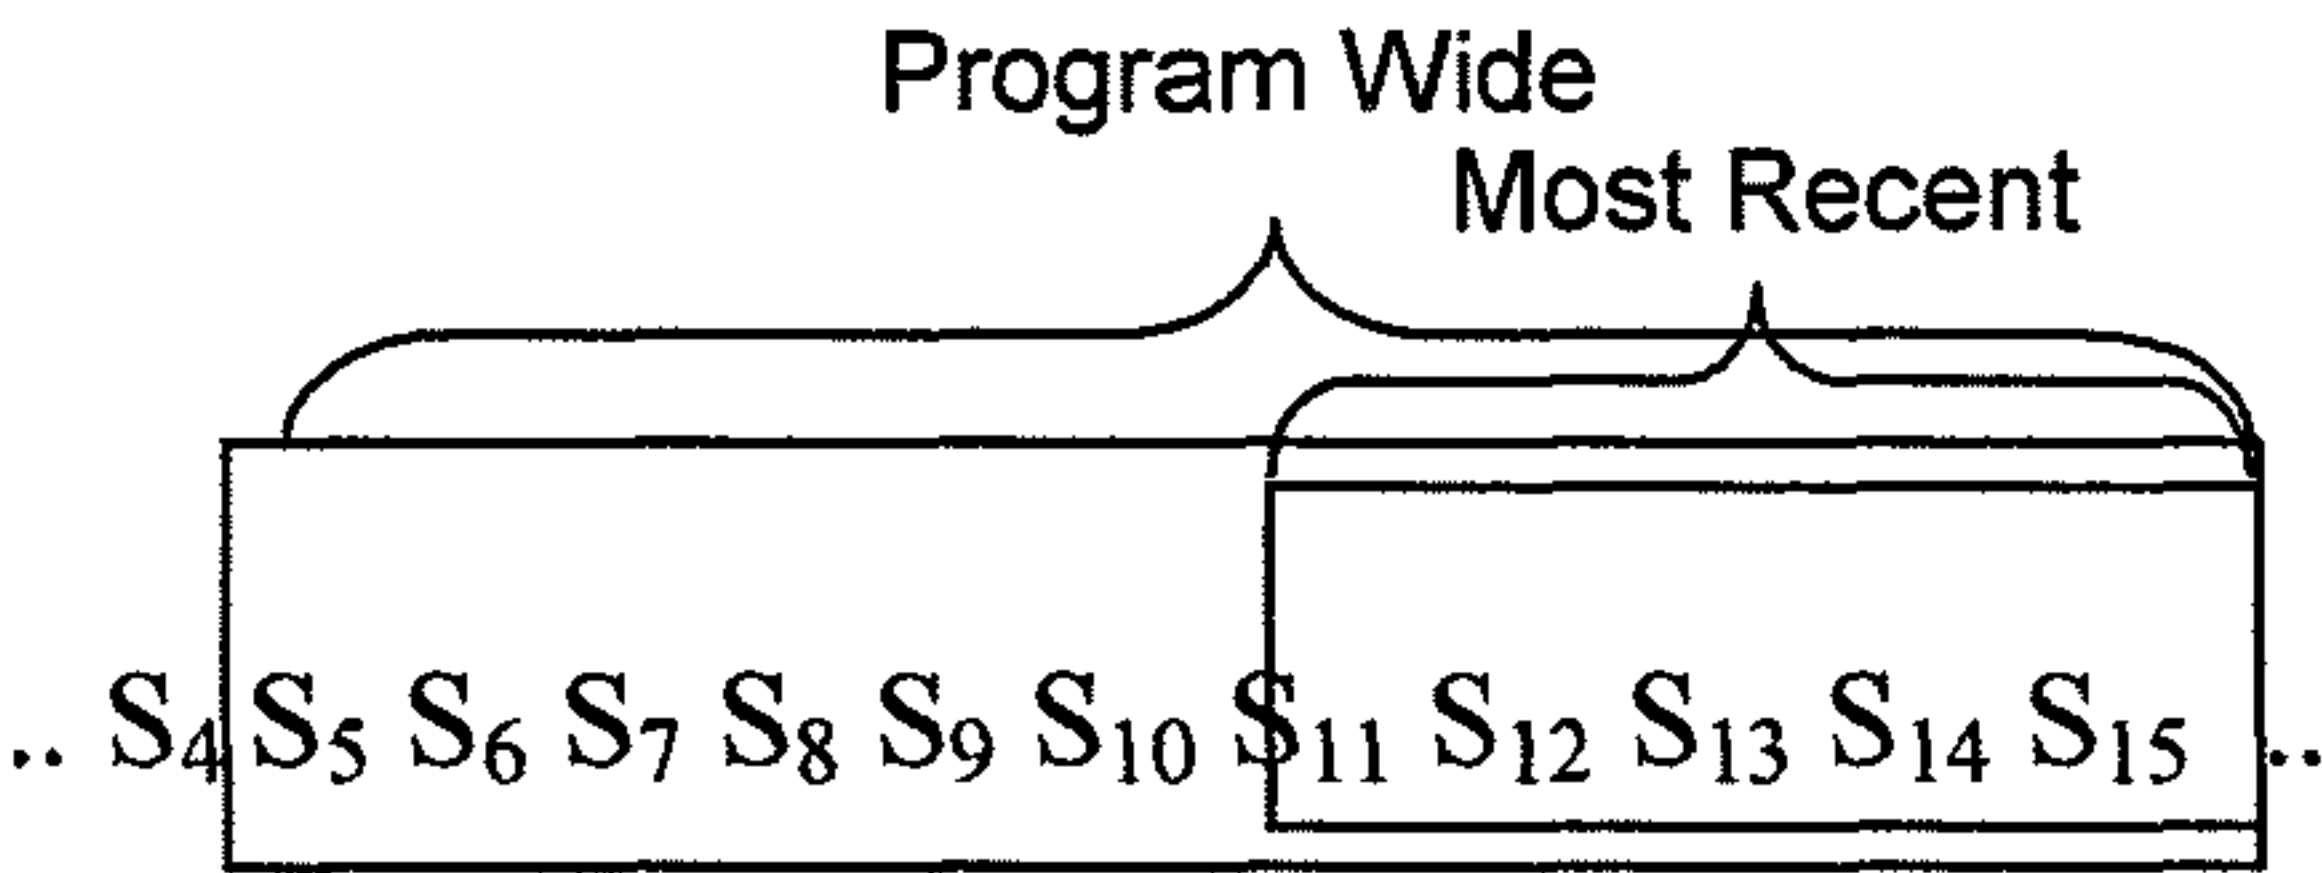 Program Wide
Most Recent
.. S₄ S₅ S₆ S₇ S₈ S₉ S₁₀ S₁₁ S₁₂ S₁₃ S₁₄ S₁₅ ..